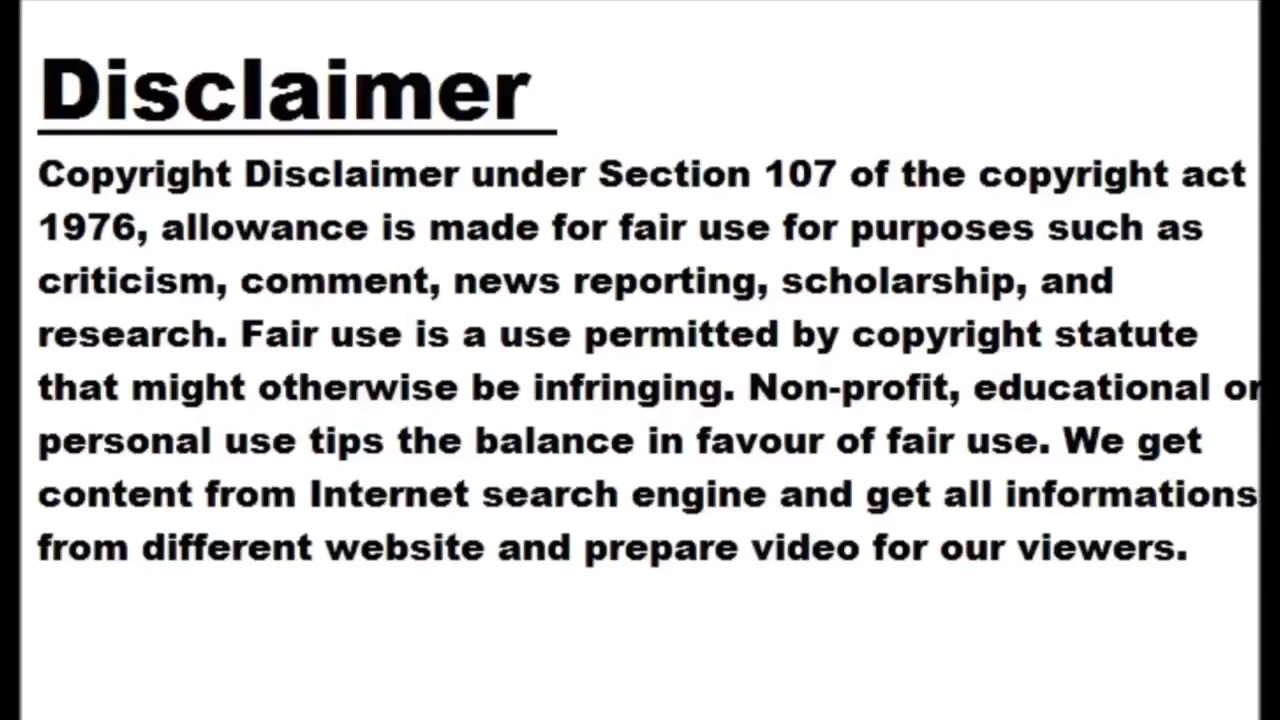 Disclaimer
Copyright Disclaimer under Section 107 of the copyright act
1976, allowance is made for fair use for purposes such as
criticism, comment, news reporting, scholarship, and
research. Fair use is a use permitted by copyright statute
that might otherwise be infringing. Non-profit, educational or
personal use tips the balance in favour of fair use. We get
content from Internet search engine and get all informations
from different website and prepare video for our viewers.